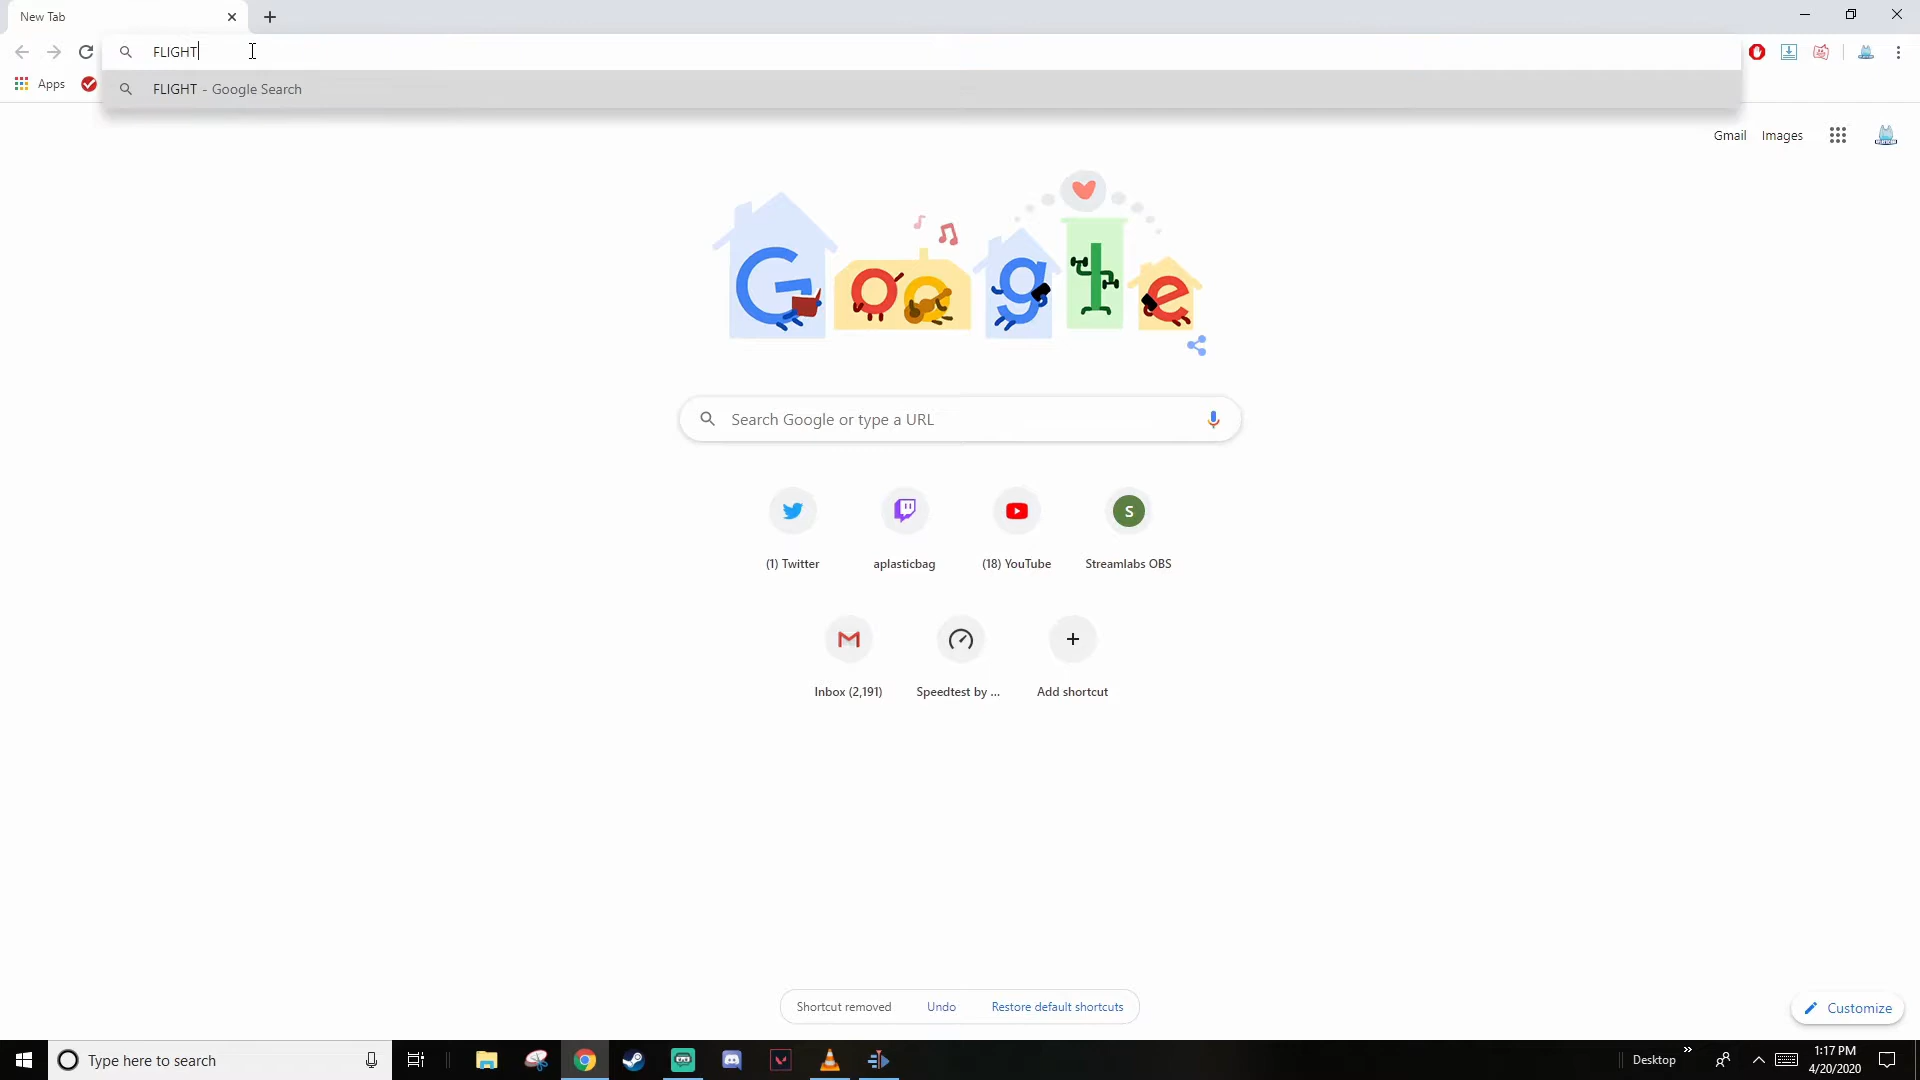 New Tab
FLIGHT
FLIGHT - Google Search
Apps
Gmail
Images
Google
Search Google or type a URL
S
(1) Twitter
aplasticbag
(18) YouTube
Streamlabs OBS
Inbox (2,191)
Speedtest by ...
Add shortcut
Shortcut removed
Undo
Restore default shortcuts
Customize
Type here to search
Desktop
1:17 PM
4/20/2020